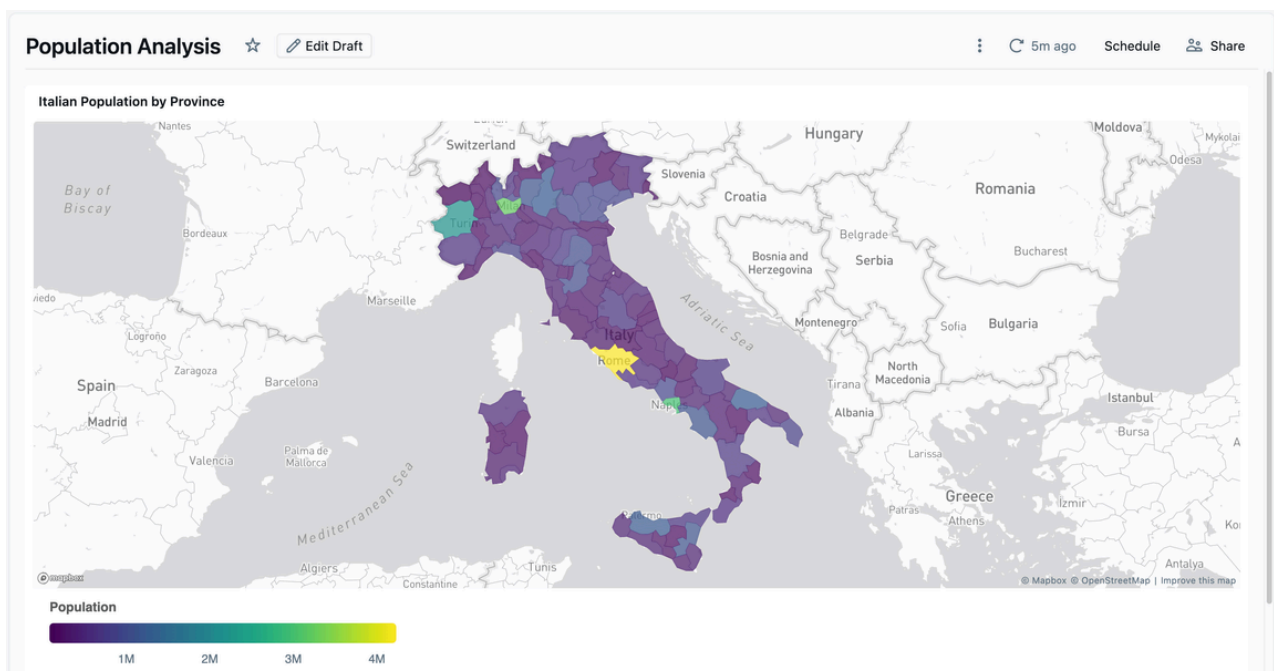 Population Analysis
Edit Draft
5m ago
Schedule
Share
Italian Population by Province
Nantes
Switzerland
Hungary
Moldova
Mykolai
Odesa
Slovenia
Bay of
Biscay
Croatia
Romania
Bordeaux
Belgrade
Bosnia and
Herzegovina
Serbia
Bucharest
Marseille
Adriatic Sea
Montenegro
Sofia
Bulgaria
Logroño
Italy
Rome
Zaragoza
Barcelona
North
Macedonia
Spain
Tirana
Istanbul
Madrid
Albania
Bursa
Valencia
Palma de
Mallorca
Larissa
Mediterranean Sea
Greece
Izmir
Patras
Athens
Palermo
Algiers
Tunis
Constantine
Antalya
mapbox
© Mapbox © OpenStreetMap | Improve this map
Population
1M
2M
3M
4M